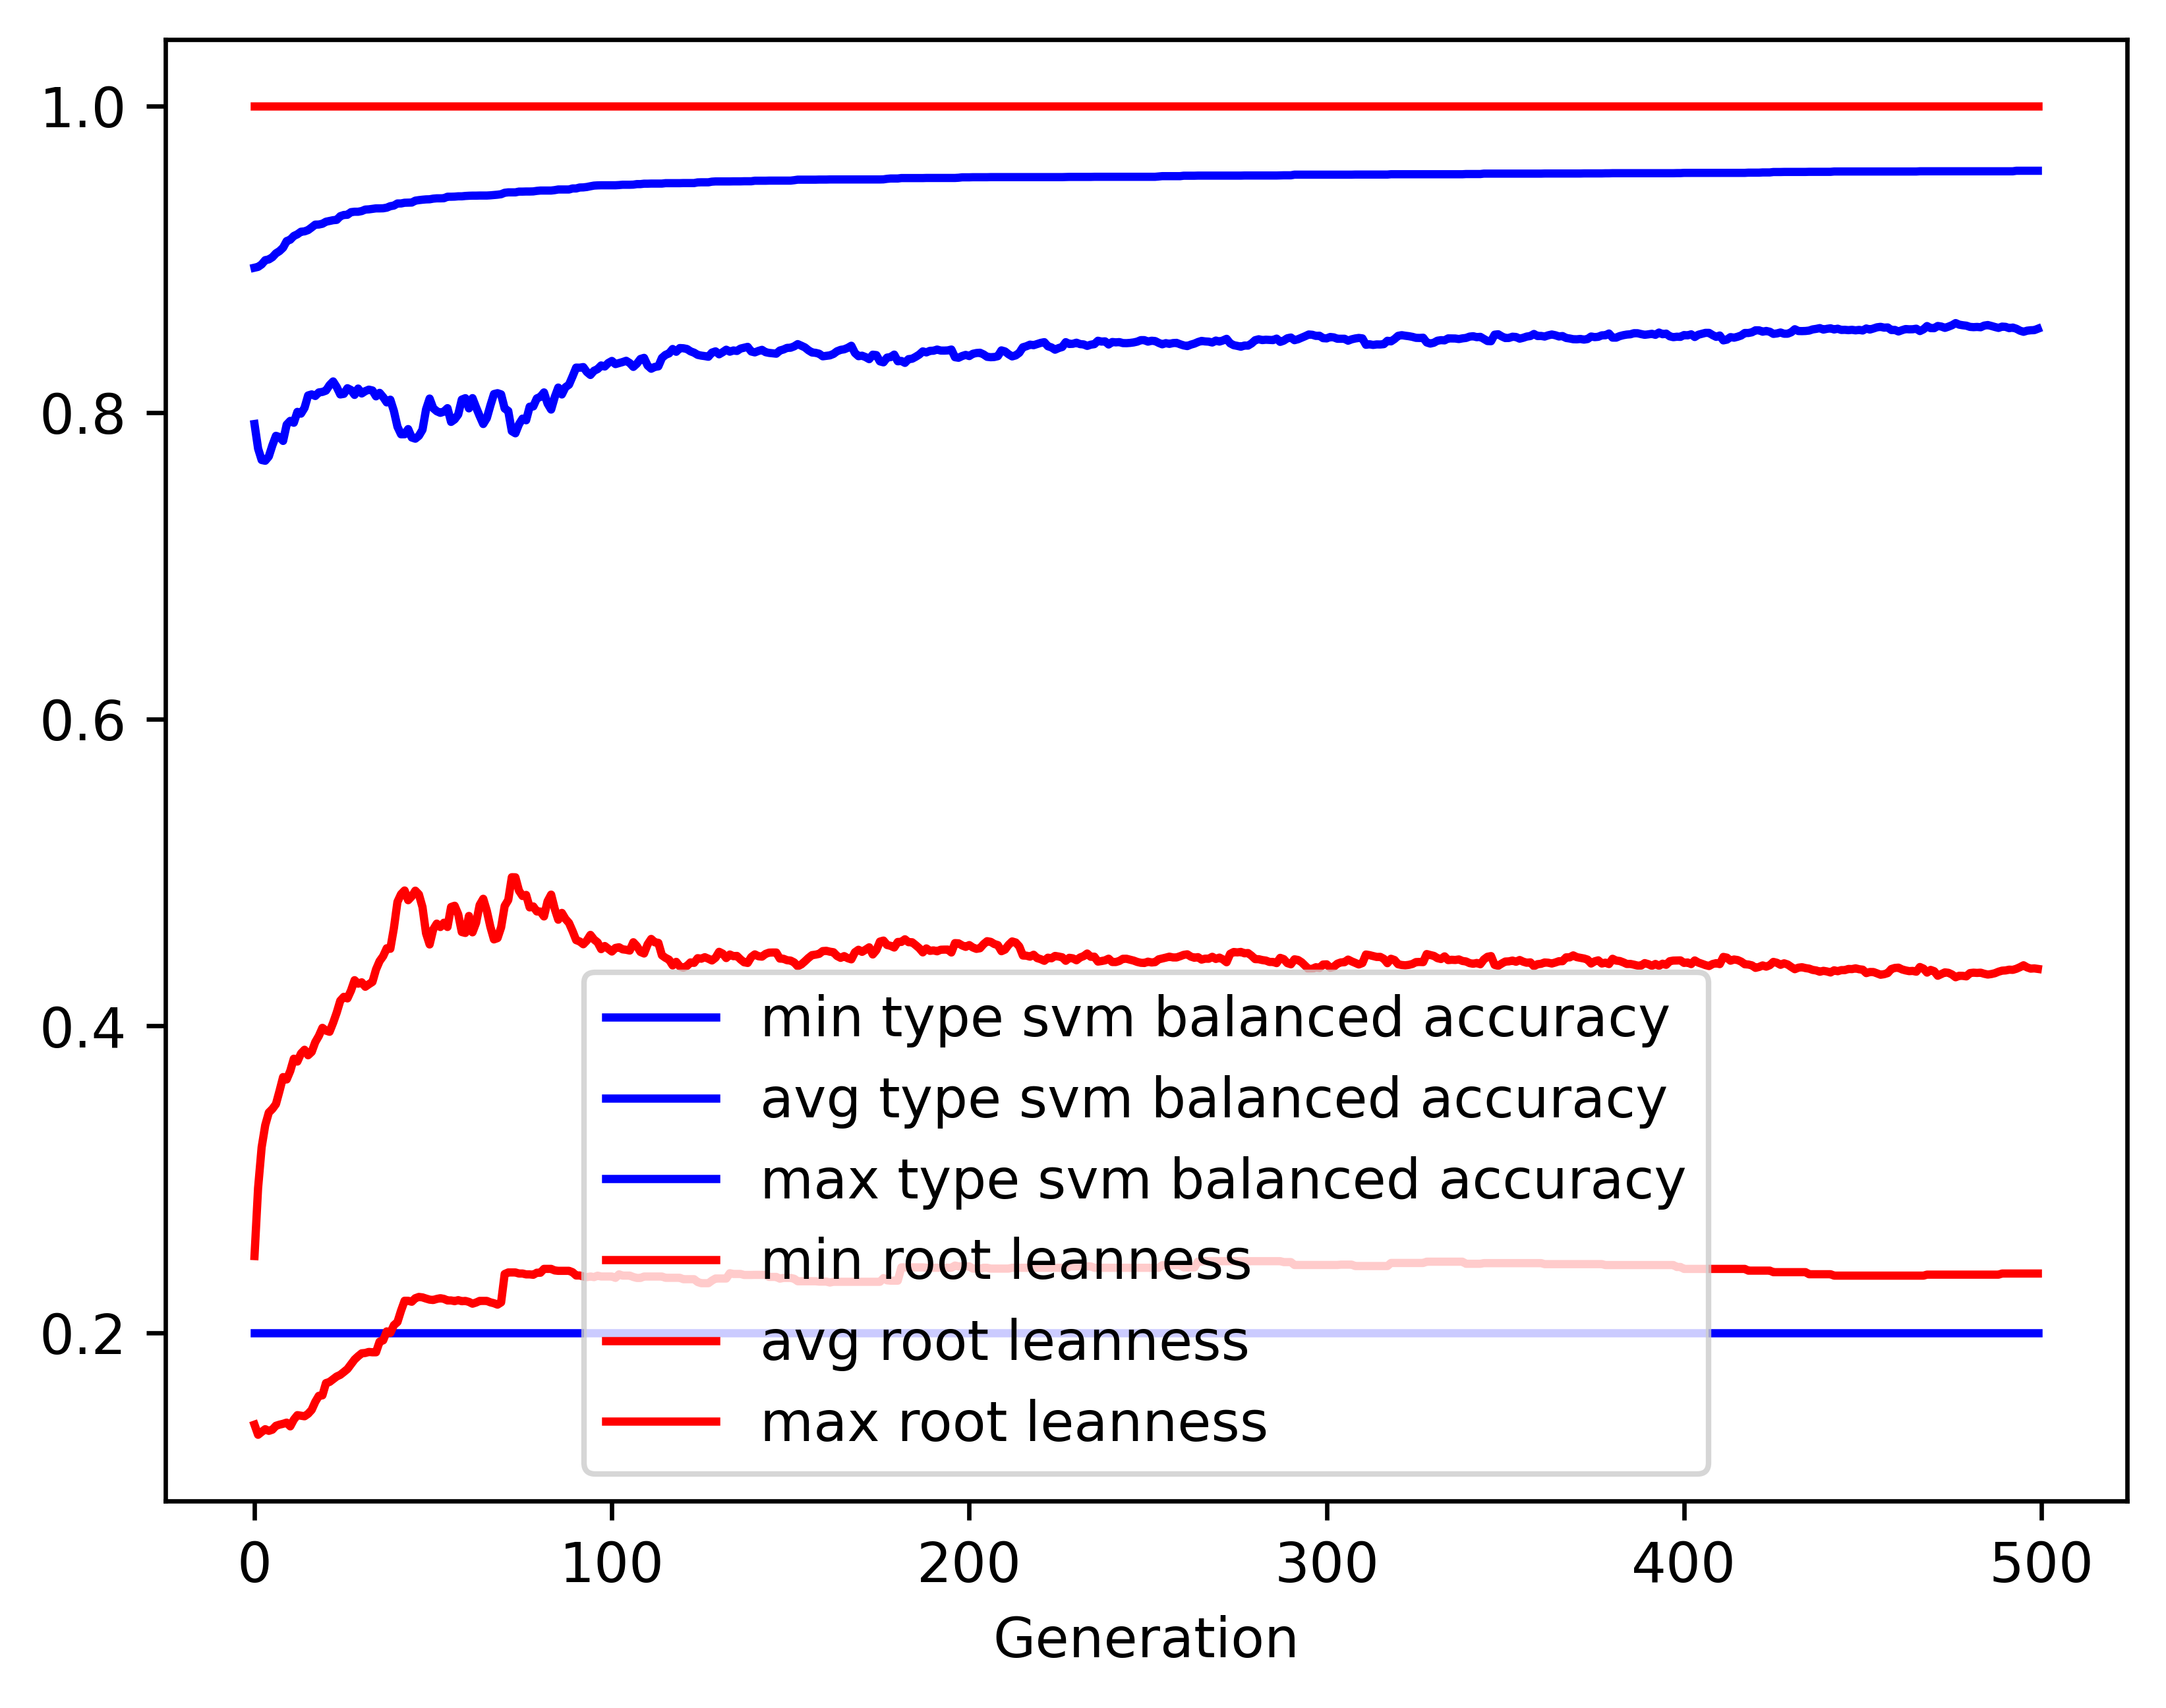 1.0
0.8
0.6
0.4
0.2
min type svm balanced accuracy
avg type svm balanced accuracy
max type svm balanced accuracy
min root leanness
avg root leanness
max root leanness
0 100 200 300 400 500
Generation